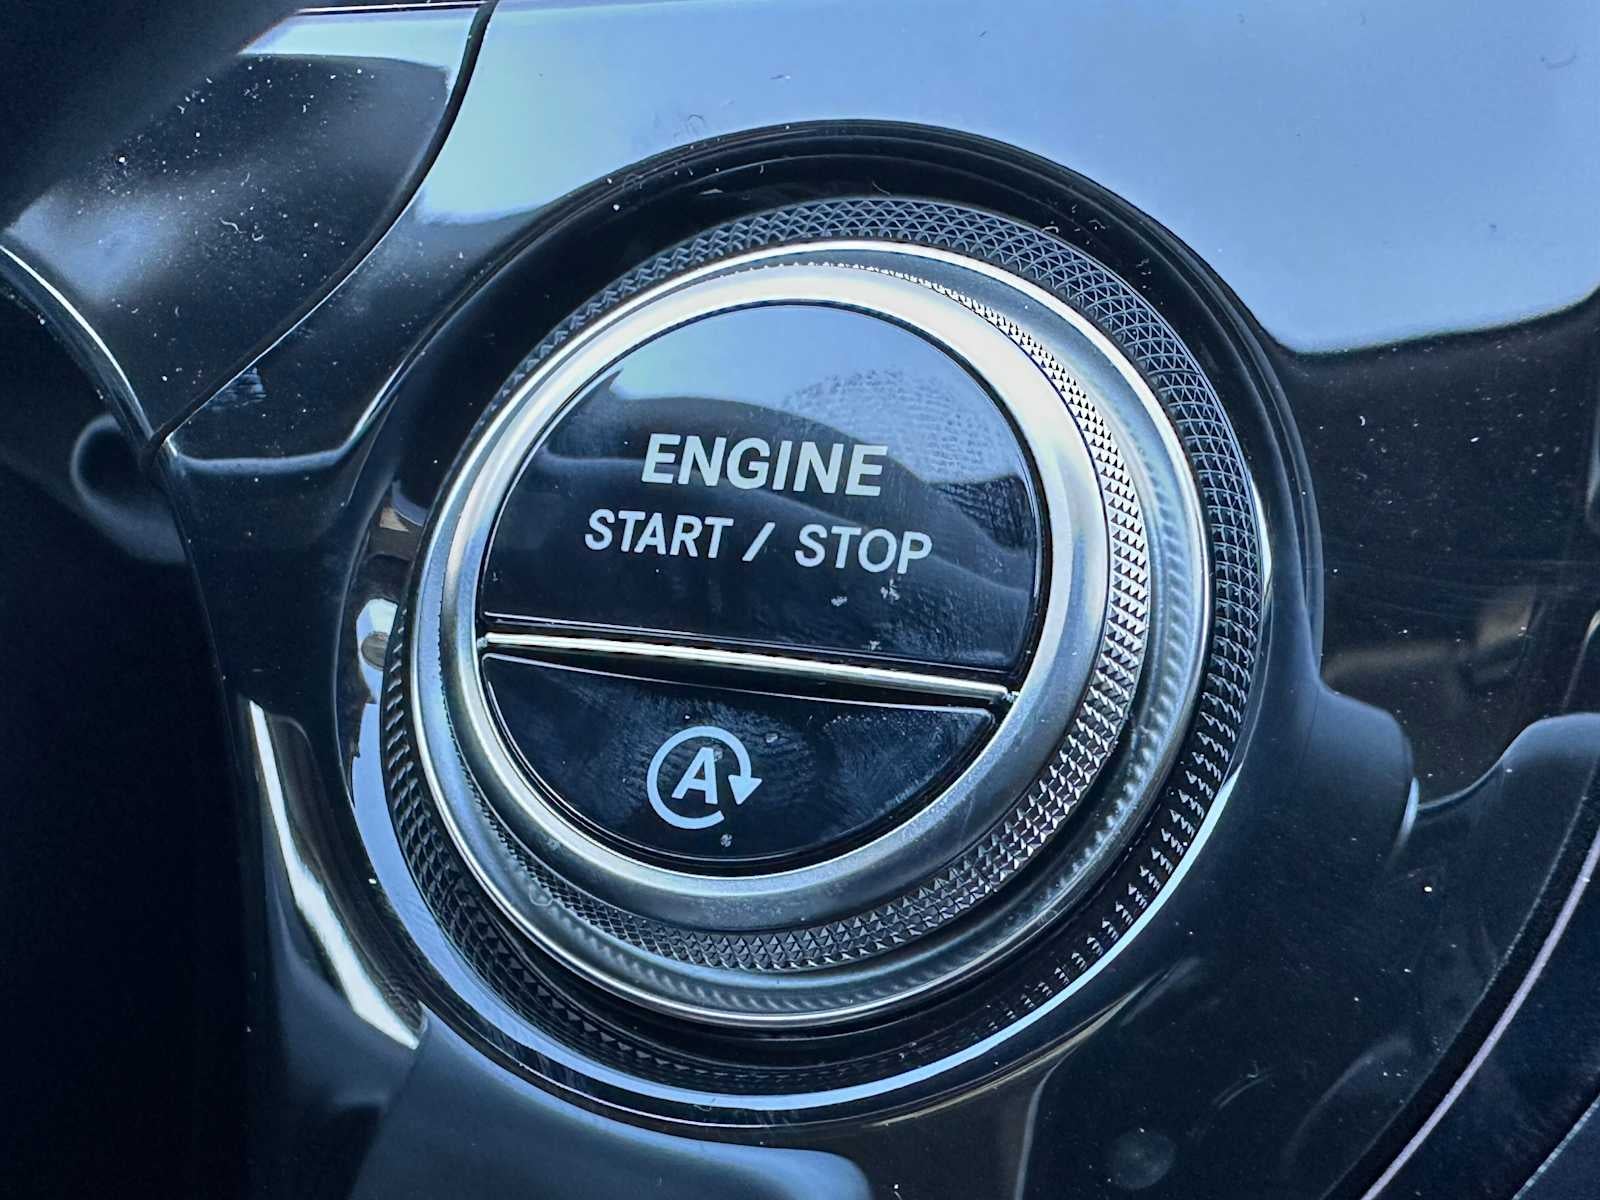 ENGINE
START / STOP
A